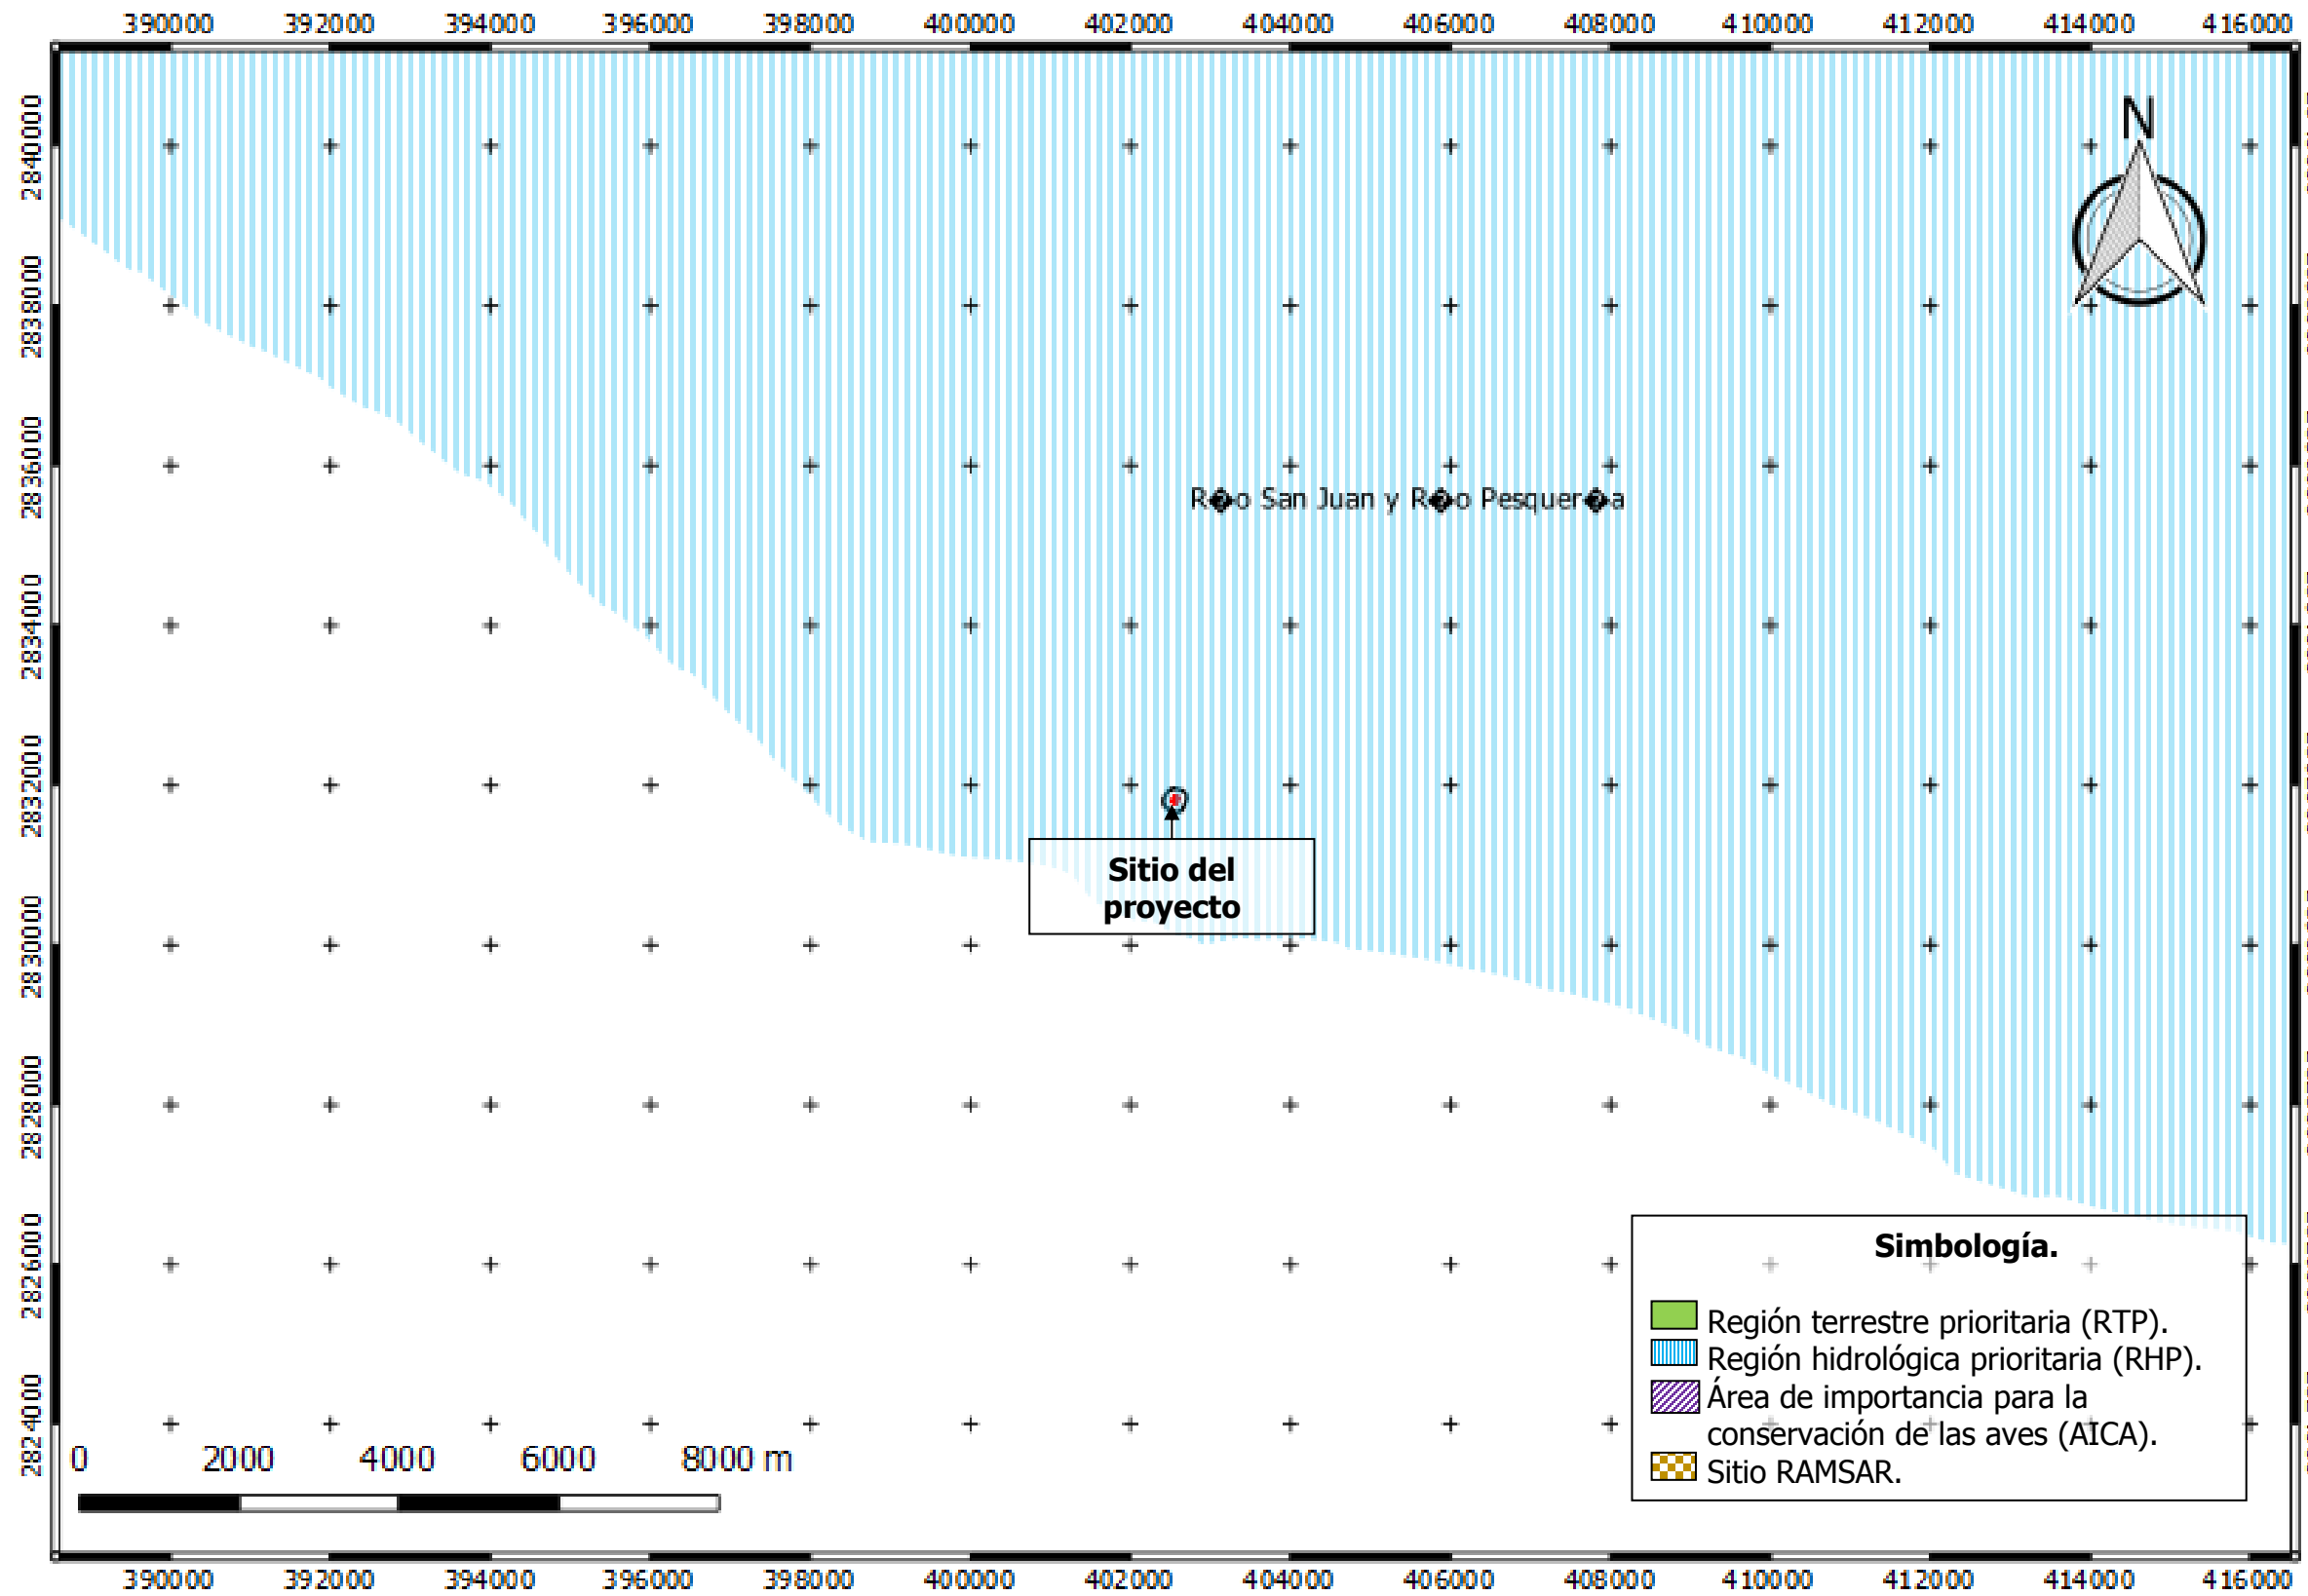 390000 392000 394000 396000 398000 400000 402000 404000 406000 408000 410000 412000 414000 416000
N
2840000
2838000
2836000
R�o San Juan y R�o Pesquer�a
2834000
2832000
Sitio del
proyecto
2830000
2828000
2826000
2824000
Simbología.
Región terrestre prioritaria (RTP).
Región hidrológica prioritaria (RHP).
Área de importancia para la
conservación de las aves (AICA).
Sitio RAMSAR.
0 2000 4000 6000 8000 m
390000 392000 394000 396000 398000 400000 402000 404000 406000 408000 410000 412000 414000 416000